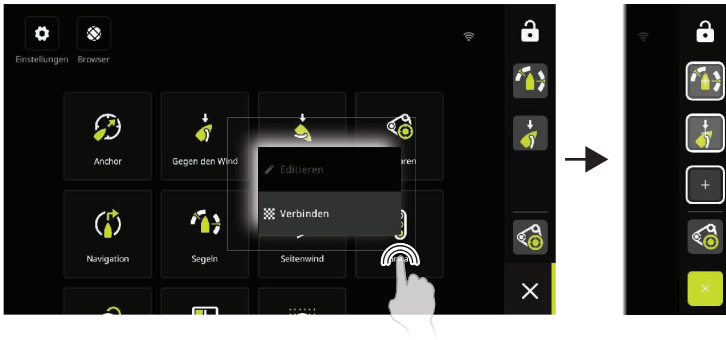 Einstellungen Browser
Anchor Gegen den Wind
Editieren
Verbinden
Navigation Segeln Seitenwind